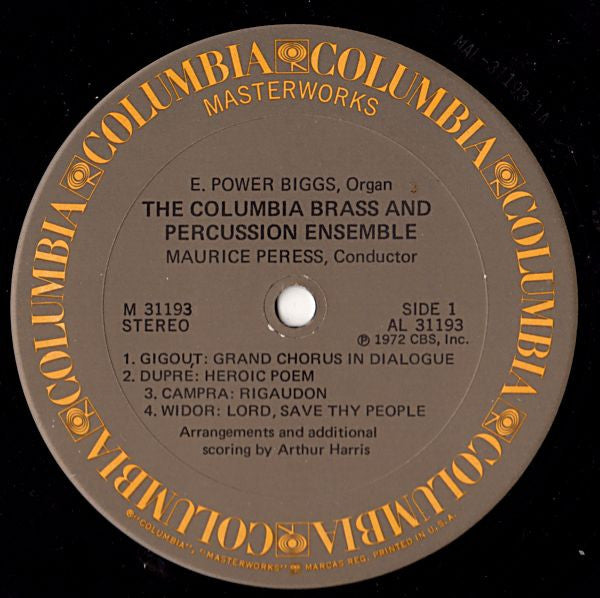 COLUMBIA COLUMBIA COLUMBIA COLUMBIA COLUMBIA COLUMBIA COLUMBIA COLUMBIA COLUMBIA
MASTERWORKS
E. POWER BIGGS, Organ
THE COLUMBIA BRASS AND
PERCUSSION ENSEMBLE
MAURICE PERESS, Conductor
M 31193
STEREO
SIDE 1
AL 31193
℗ 1972 CBS, Inc.
1. GIGOUT: GRAND CHORUS IN DIALOGUE
2. DUPRE: HEROIC POEM
3. CAMPRA: RIGAUDON
4. WIDOR: LORD, SAVE THY PEOPLE
Arrangements and additional
scoring by Arthur Harris
®"COLUMBIA", "MASTERWORKS" MARCAS REG. PRINTED IN U.S.A.